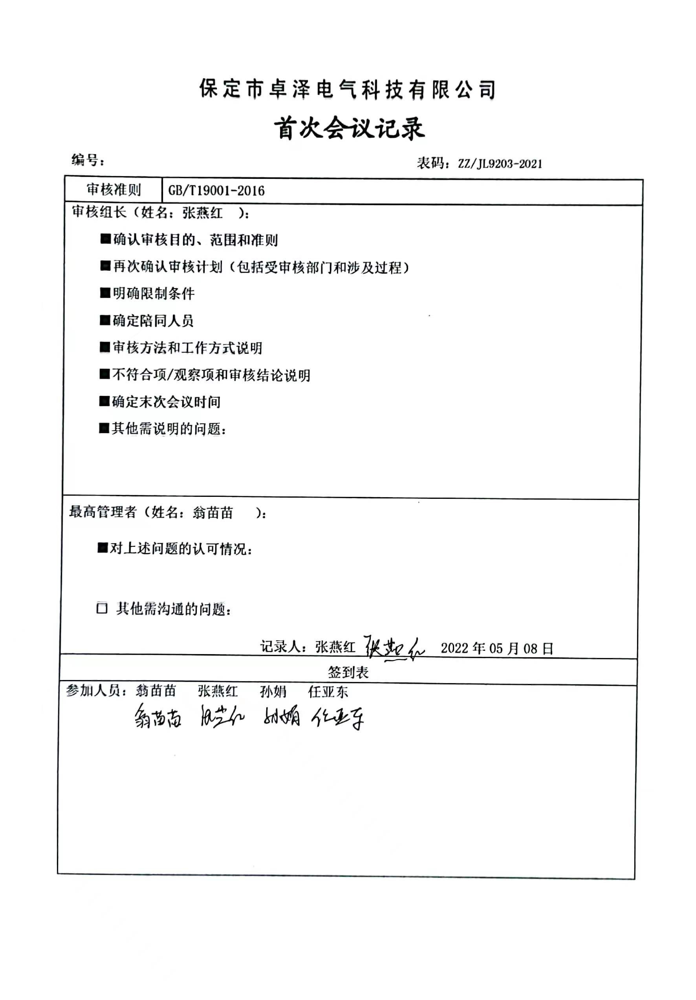 保定市卓泽电气科技有限公司
首次会议记录
编号： 表码：ZZ/JL9203-2021
审核准则 GB/T19001-2016
审核组长（姓名：张燕红 ）：
■确认审核目的、范围和准则
■再次确认审核计划（包括受审核部门和涉及过程）
■明确限制条件
■确定陪同人员
■审核方法和工作方式说明
■不符合项/观察项和审核结论说明
■确定末次会议时间
■其他需说明的问题：
最高管理者（姓名：翁苗苗 ）：
■对上述问题的认可情况：
□ 其他需沟通的问题：
记录人：张燕红 张燕红 2022 年 05 月 08 日
签到表
参加人员：翁苗苗 张燕红 孙娟 任亚东
翁苗苗 张燕红 孙娟 任亚东